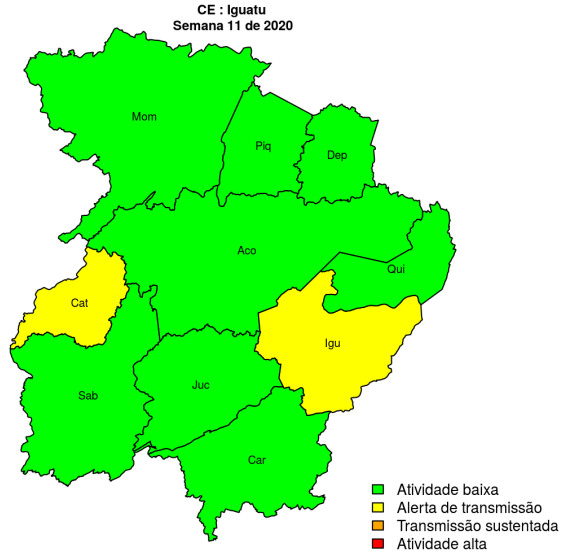 CE : Iguatu
Semana 11 de 2020
Mom
Piq
Dep
Aco
Qui
Cat
Igu
Juc
Sab
Car
Atividade baixa
Alerta de transmissão
Transmissão sustentada
Atividade alta